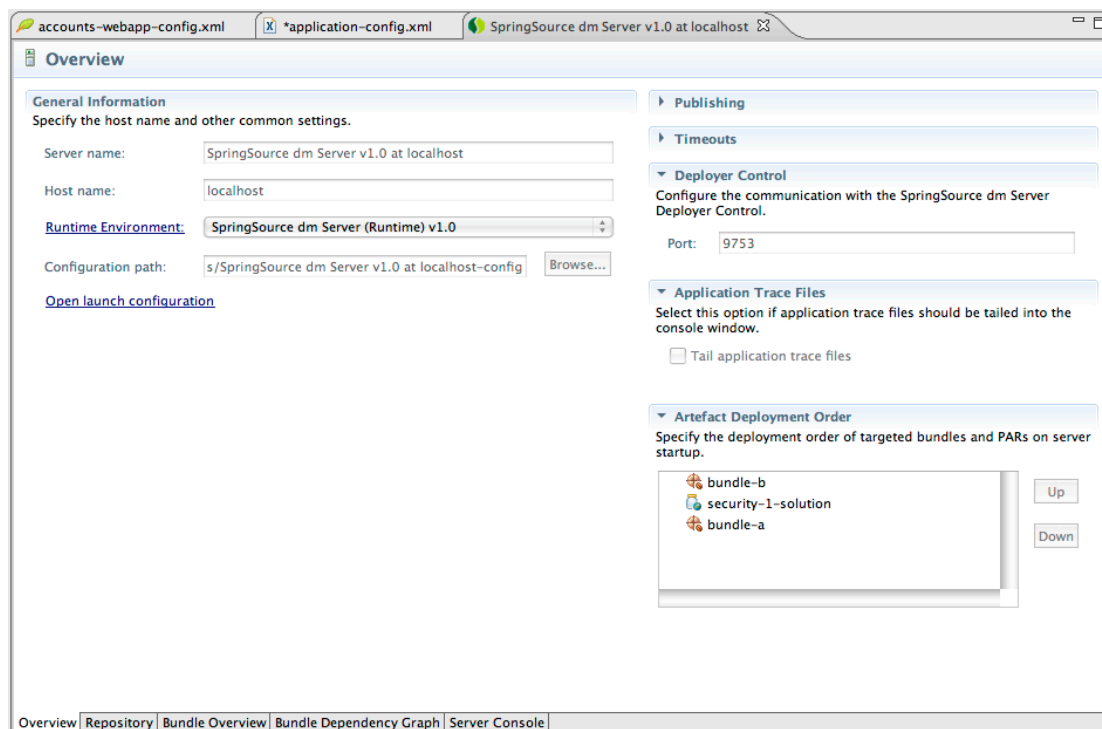 accounts-webapp-config.xml
*application-config.xml
SpringSource dm Server v1.0 at localhost
Overview
General Information
Specify the host name and other common settings.
Server name:
SpringSource dm Server v1.0 at localhost
Host name:
localhost
Runtime Environment:
SpringSource dm Server (Runtime) v1.0
Configuration path:
s/SpringSource dm Server v1.0 at localhost-config
Browse...
Open launch configuration
Publishing
Timeouts
Deployer Control
Configure the communication with the SpringSource dm Server
Deployer Control.
Port:
9753
Application Trace Files
Select this option if application trace files should be tailed into the
console window.
Tail application trace files
Artefact Deployment Order
Specify the deployment order of targeted bundles and PARs on server
startup.
bundle-b
security-1-solution
bundle-a
Up
Down
Overview
Repository
Bundle Overview
Bundle Dependency Graph
Server Console